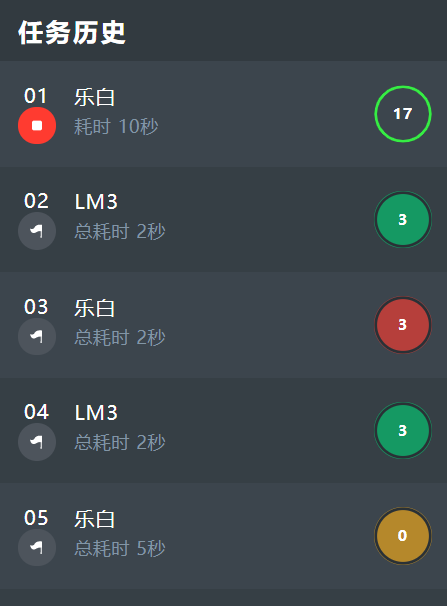 任务历史
01 乐白
耗时 10秒
17
02 LM3
总耗时 2秒
3
03 乐白
总耗时 2秒
3
04 LM3
总耗时 2秒
3
05 乐白
总耗时 5秒
0